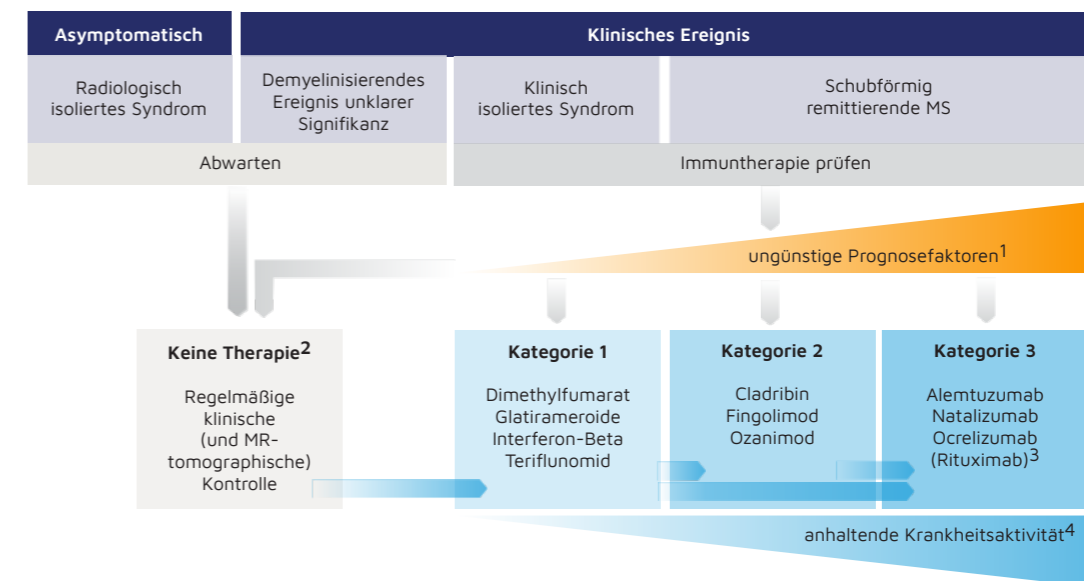 Asymptomatisch
Klinisches Ereignis
Radiologisch
isoliertes Syndrom
Demyelinisierendes
Ereignis unklarer
Signifikanz
Klinisch
isoliertes Syndrom
Schubförmig
remittierende MS
Abwarten
Immuntherapie prüfen
ungünstige Prognosefaktoren1
Keine Therapie2
Regelmäßige
klinische
(und MR-
tomographische)
Kontrolle
Kategorie 1
Dimethylfumarat
Glatirameroide
Interferon-Beta
Teriflunomid
Kategorie 2
Cladribin
Fingolimod
Ozanimod
Kategorie 3
Alemtuzumab
Natalizumab
Ocrelizumab
(Rituximab)3
anhaltende Krankheitsaktivität4